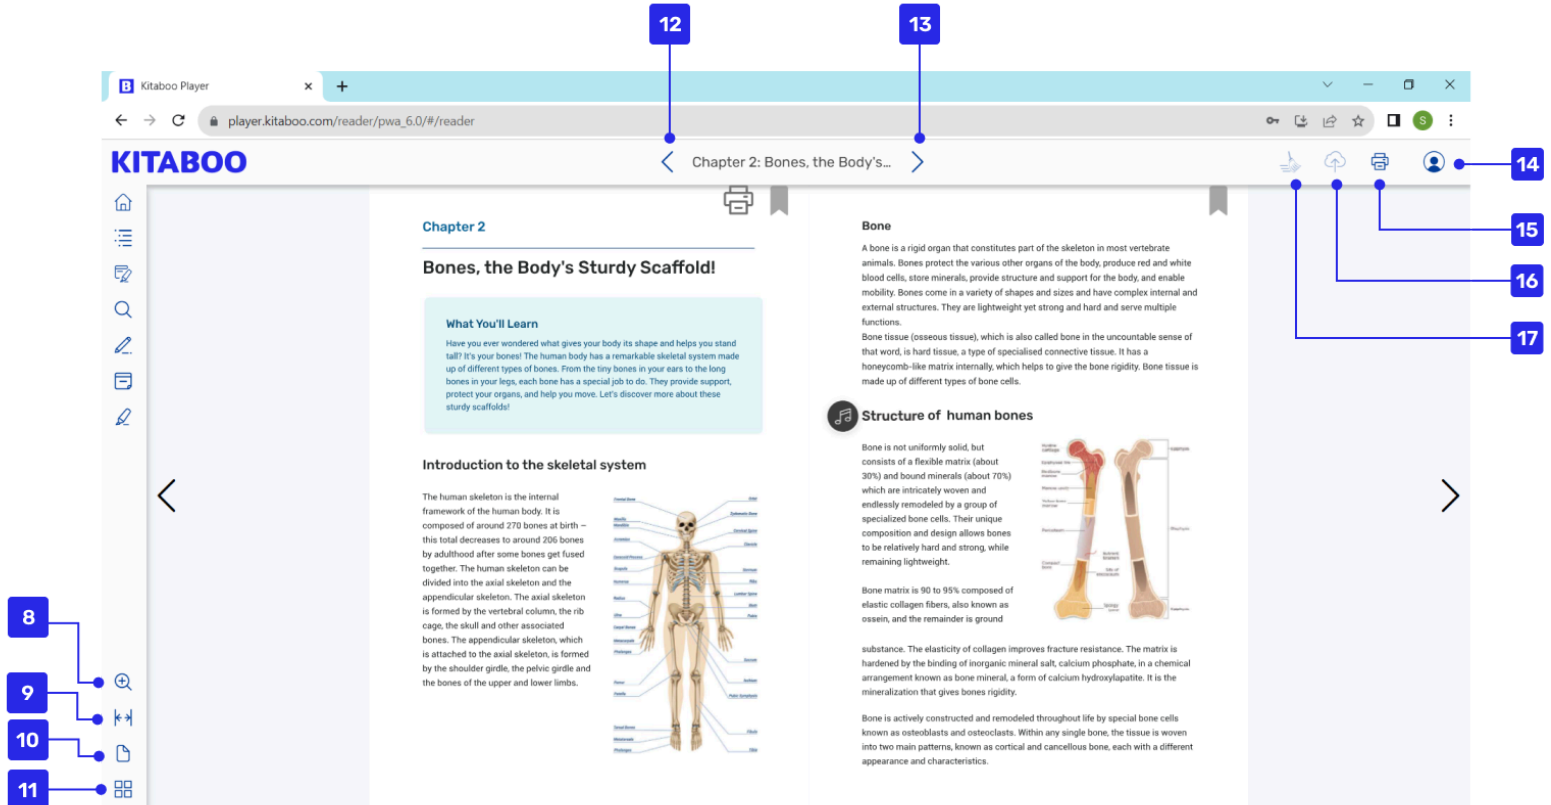 12
13
Kitaboo Player
player.kitaboo.com/reader/pwa_6.0/#/reader
S
KITABOO
Chapter 2: Bones, the Body's...
14
15
16
17
8
9
10
11
Chapter 2
Bones, the Body's Sturdy Scaffold!
What You'll Learn
Have you ever wondered what gives your body its shape and helps you stand
tall? It's your bones! The human body has a remarkable skeletal system made
up of different types of bones. From the tiny bones in your ears to the long
bones in your legs, each bone has a special job to do. They provide support,
protect your organs, and help you move. Let's discover more about these
sturdy scaffolds!
Introduction to the skeletal system
The human skeleton is the internal
framework of the human body. It is
composed of around 270 bones at birth –
this total decreases to around 206 bones
by adulthood after some bones get fused
together. The human skeleton can be
divided into the axial skeleton and the
appendicular skeleton. The axial skeleton
is formed by the vertebral column, the rib
cage, the skull and other associated
bones. The appendicular skeleton, which
is attached to the axial skeleton, is formed
by the shoulder girdle, the pelvic girdle and
the bones of the upper and lower limbs.
Bone
A bone is a rigid organ that constitutes part of the skeleton in most vertebrate
animals. Bones protect the various other organs of the body, produce red and white
blood cells, store minerals, provide structure and support for the body, and enable
mobility. Bones come in a variety of shapes and sizes and have complex internal and
external structures. They are lightweight yet strong and hard and serve multiple
functions.
Bone tissue (osseous tissue), which is also called bone in the uncountable sense of
that word, is hard tissue, a type of specialised connective tissue. It has a
honeycomb-like matrix internally, which helps to give the bone rigidity. Bone tissue is
made up of different types of bone cells.
Structure of human bones
Bone is not uniformly solid, but
consists of a flexible matrix (about
30%) and bound minerals (about 70%)
which are intricately woven and
endlessly remodeled by a group of
specialized bone cells. Their unique
composition and design allows bones
to be relatively hard and strong, while
remaining lightweight.
Bone matrix is 90 to 95% composed of
elastic collagen fibers, also known as
ossein, and the remainder is ground
substance. The elasticity of collagen improves fracture resistance. The matrix is
hardened by the binding of inorganic mineral salt, calcium phosphate, in a chemical
arrangement known as bone mineral, a form of calcium hydroxylapatite. It is the
mineralization that gives bones rigidity.
Bone is actively constructed and remodeled throughout life by special bone cells
known as osteoblasts and osteoclasts. Within any single bone, the tissue is woven
into two main patterns, known as cortical and cancellous bone, each with a different
appearance and characteristics.